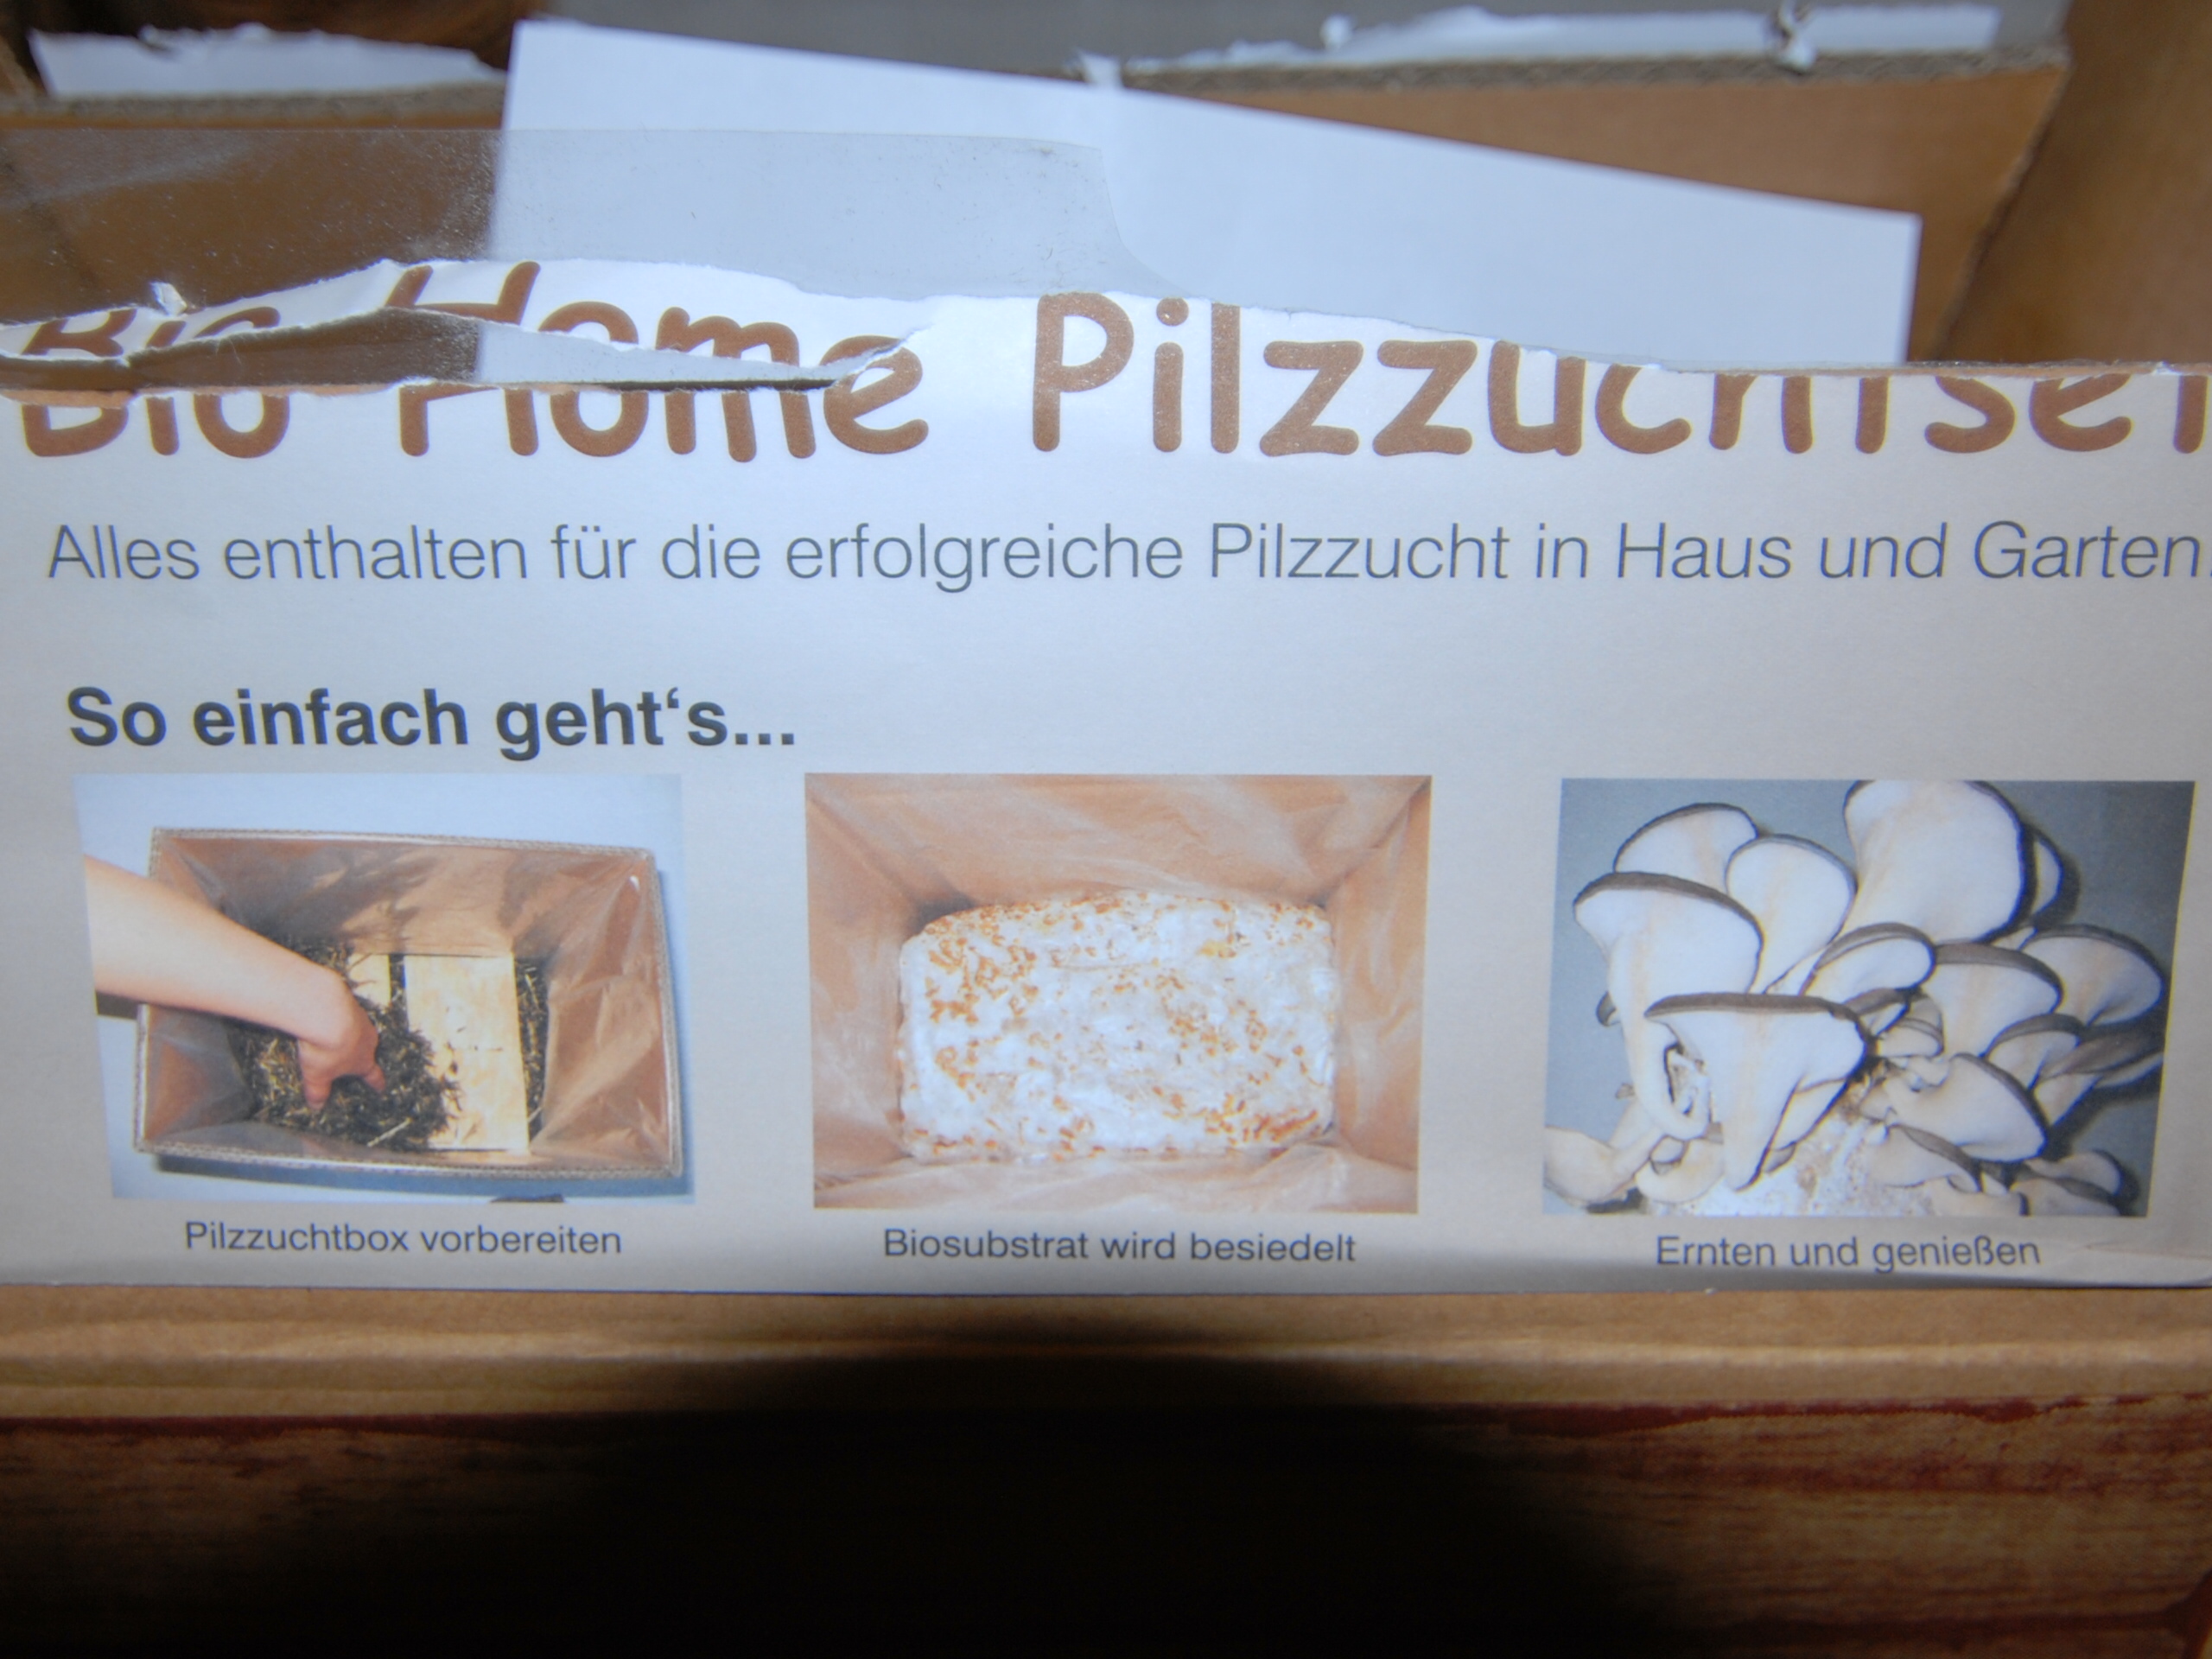 Bio Home Pilzzuchtset
Alles enthalten für die erfolgreiche Pilzzucht in Haus und Garten.
So einfach geht‘s...
Pilzzuchtbox vorbereiten
Biosubstrat wird besiedelt
Ernten und genießen